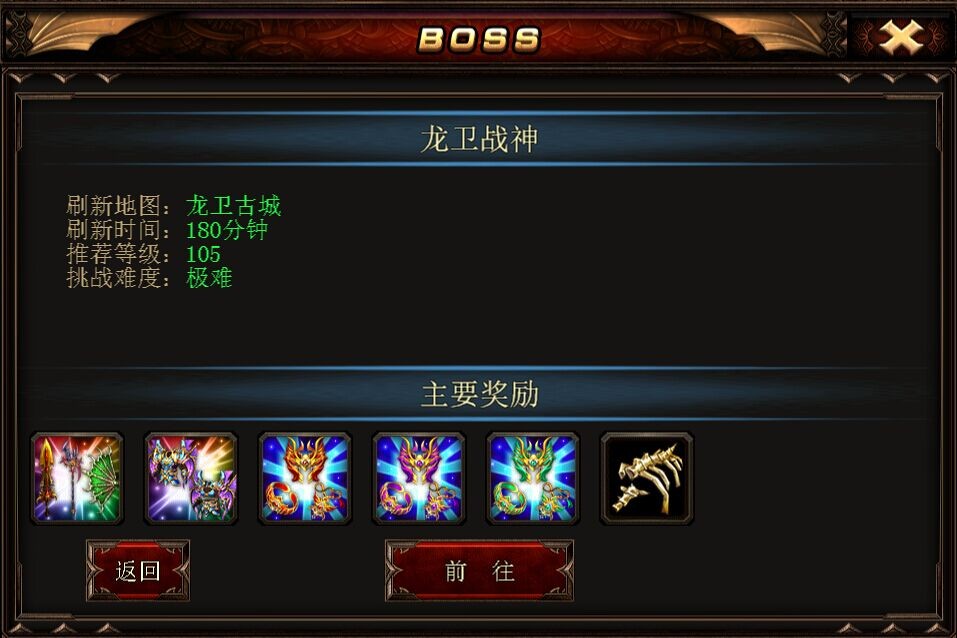 BOSS
龙卫战神
刷新地图：龙卫古城
刷新时间：180分钟
推荐等级：105
挑战难度：极难
主要奖励
返回
前 往